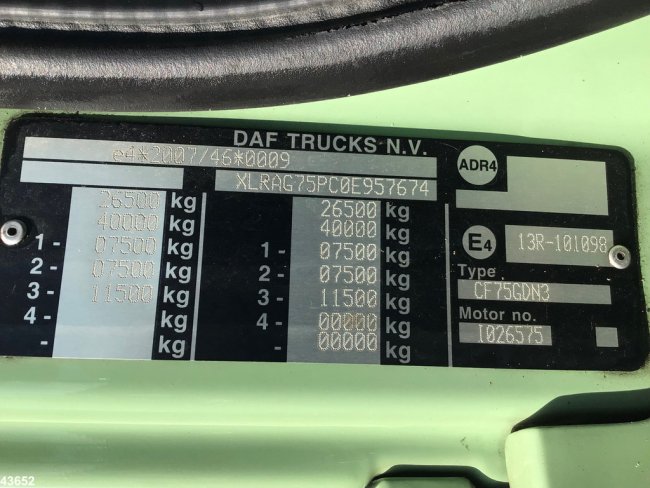 DAF TRUCKS N.V.
e4*2007/46*0009
XLRAG75PC0E957674
26500 kg
40000 kg
1 - 07500 kg
2 - 07500 kg
3 - 11500 kg
4 - kg
- kg
26500 kg
40000 kg
1 - 07500 kg
2 - 07500 kg
3 - 11500 kg
4 - 00000 kg
- 00000 kg
ADR4
E4 13R-101098
Type
CF75GDN3
Motor no.
I026575
43652